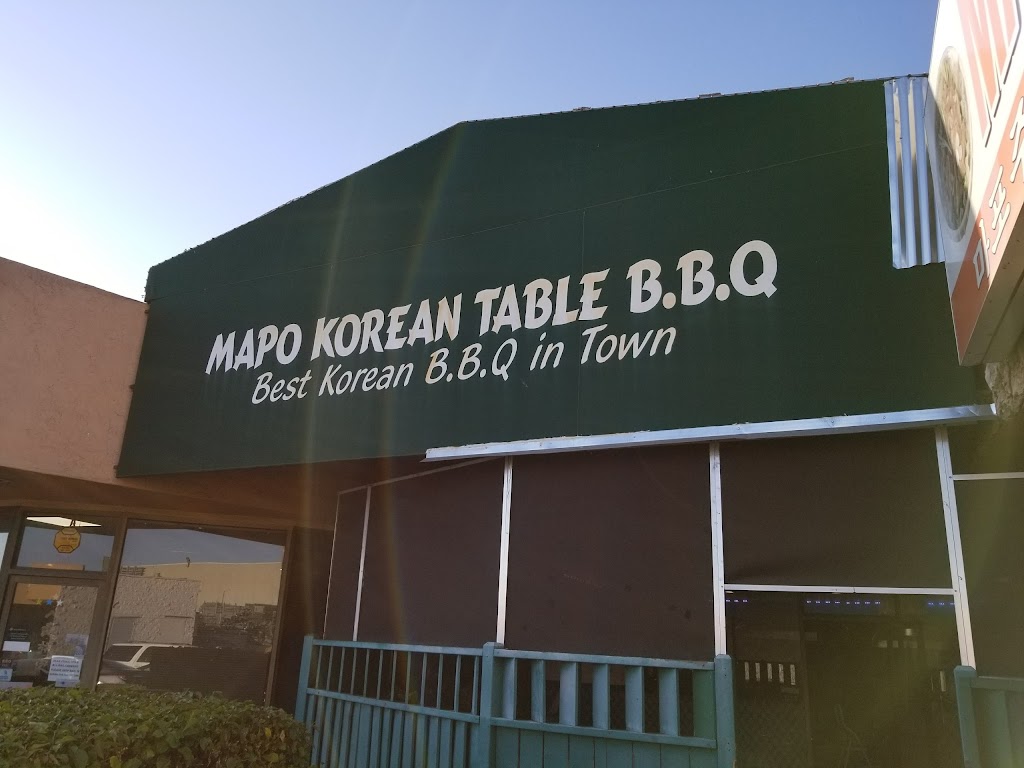 MAPO KOREAN TABLE B.B.Q
Best Korean B.B.Q in Town